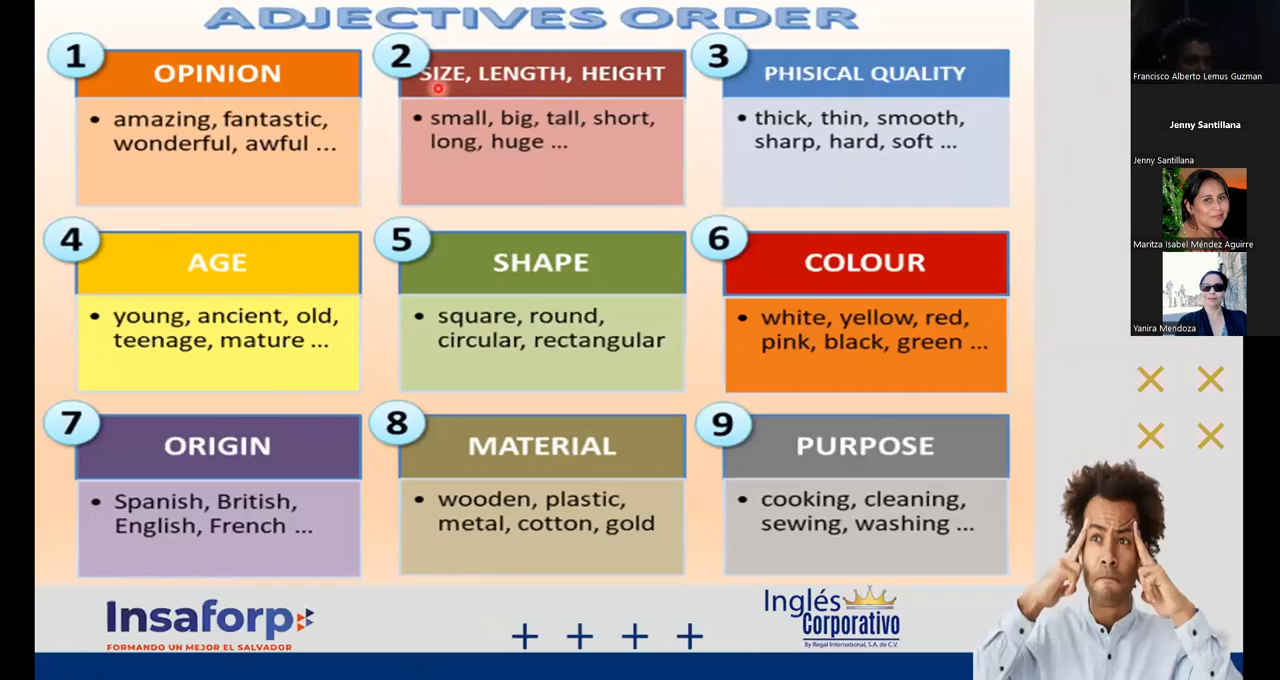 ADJECTIVES ORDER
1
OPINION
• amazing, fantastic,
wonderful, awful ...
2
SIZE, LENGTH, HEIGHT
• small, big, tall, short,
long, huge ...
3
PHISICAL QUALITY
• thick, thin, smooth,
sharp, hard, soft ...
4
AGE
• young, ancient, old,
teenage, mature ...
5
SHAPE
• square, round,
circular, rectangular
6
COLOUR
• white, yellow, red,
pink, black, green ...
7
ORIGIN
• Spanish, British,
English, French ...
8
MATERIAL
• wooden, plastic,
metal, cotton, gold
9
PURPOSE
• cooking, cleaning,
sewing, washing ...
Insaforp
FORMANDO UN MEJOR EL SALVADOR
Inglés
Corporativo
By Regal International, S.A. de C.V.
Francisco Alberto Lemus Guzman
Jenny Santillana
Jenny Santillana
Maritza Isabel Méndez Aguirre
Yanira Mendoza